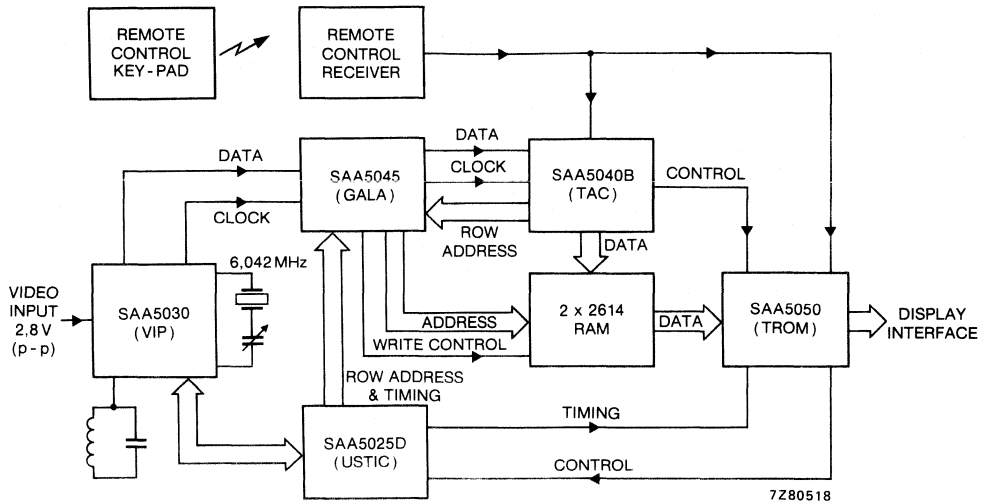 REMOTE
CONTROL
KEY-PAD
REMOTE
CONTROL
RECEIVER
DATA
CLOCK
SAA5045
(GALA)
DATA
CLOCK
ROW
ADDRESS
SAA5040B
(TAC)
CONTROL
DATA
6,042 MHz
VIDEO
INPUT
2,8 V
(p-p)
SAA5030
(VIP)
ADDRESS
WRITE CONTROL
2 x 2614
RAM
DATA
SAA5050
(TROM)
DISPLAY
INTERFACE
ROW ADDRESS
& TIMING
SAA5025D
(USTIC)
TIMING
CONTROL
7Z80518